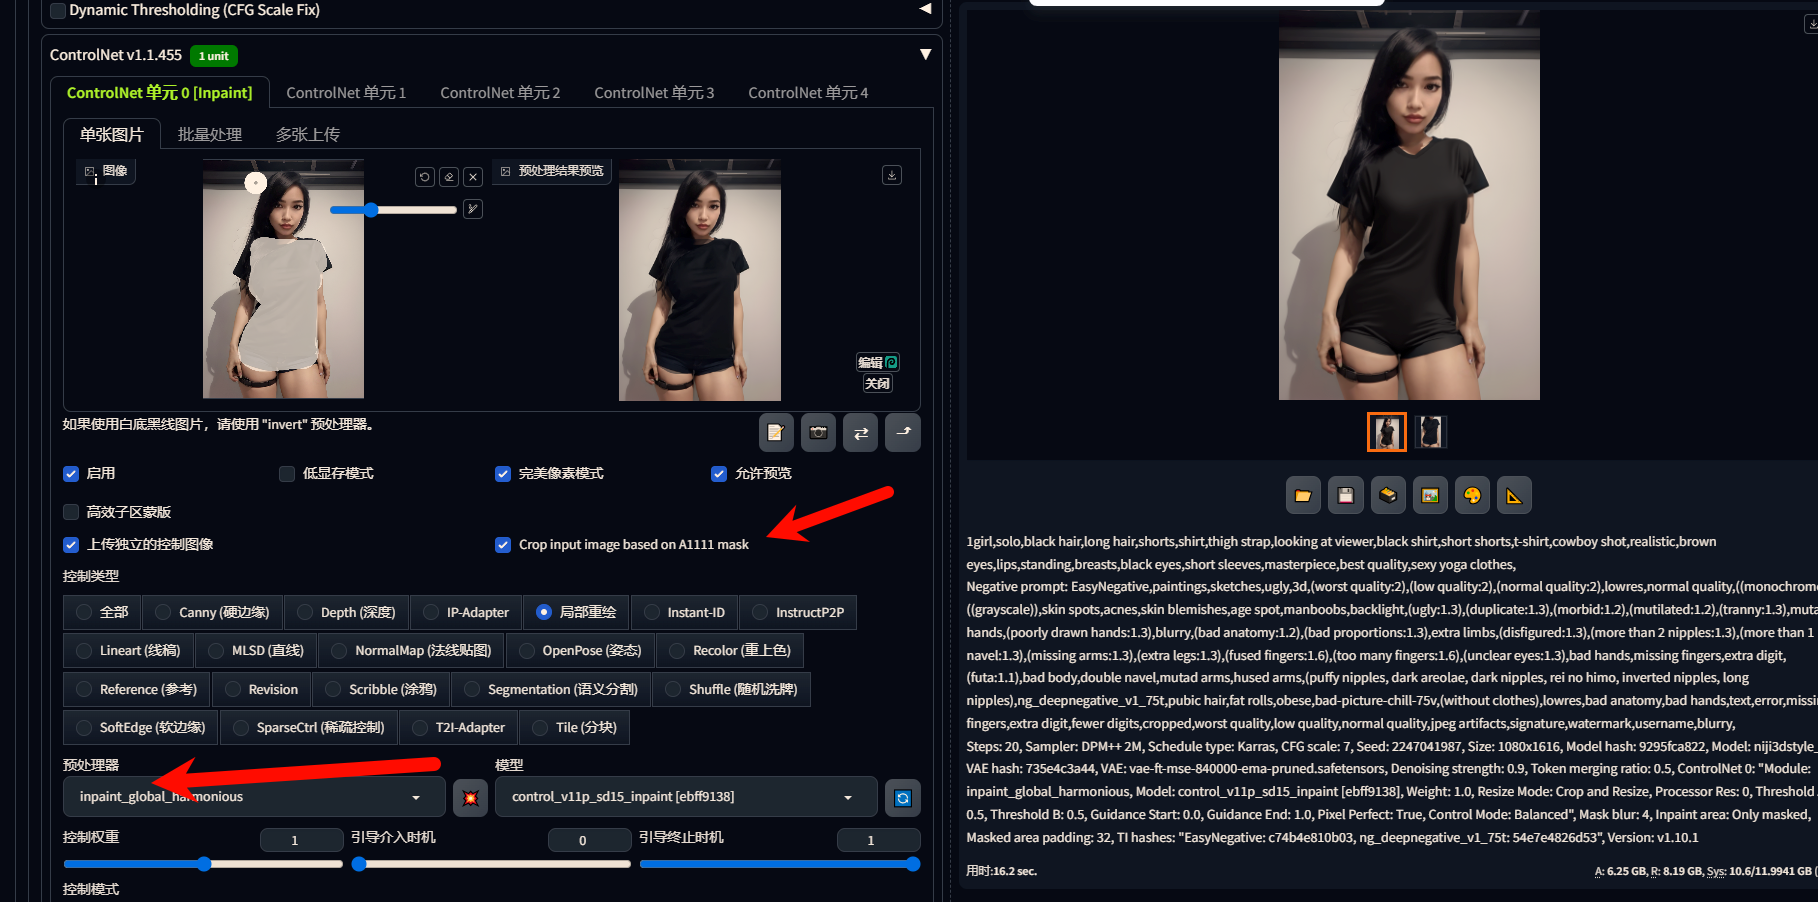 Dynamic Thresholding (CFG Scale Fix)
ControlNet v1.1.455 1 unit
ControlNet 单元 0 [Inpaint] ControlNet 单元 1 ControlNet 单元 2 ControlNet 单元 3 ControlNet 单元 4
单张图片 批量处理 多张上传
图像 预处理结果预览
编辑
关闭
如果使用白底黑线图片，请使用 "invert" 预处理器。
启用 低显存模式 完美像素模式 允许预览
高效子区蒙版
上传独立的控制图像 Crop input image based on A1111 mask
控制类型
全部 Canny (硬边缘) Depth (深度) IP-Adapter 局部重绘 Instant-ID InstructP2P
Lineart (线稿) MLSD (直线) NormalMap (法线贴图) OpenPose (姿态) Recolor (重上色)
Reference (参考) Revision Scribble (涂鸦) Segmentation (语义分割) Shuffle (随机洗牌)
SoftEdge (软边缘) SparseCtrl (稀疏控制) T2I-Adapter Tile (分块)
预处理器 模型
inpaint_global_harmonious control_v11p_sd15_inpaint [ebff9138]
控制权重 1 引导介入时机 0 引导终止时机 1
控制模式
1girl,solo,black hair,long hair,shorts,shirt,thigh strap,looking at viewer,black shirt,short shorts,t-shirt,cowboy shot,realistic,brown
eyes,lips,standing,breasts,black eyes,short sleeves,masterpiece,best quality,sexy yoga clothes,
Negative prompt: EasyNegative,paintings,sketches,ugly,3d,(worst quality:2),(low quality:2),(normal quality:2),lowres,normal quality,((monochrome
((grayscale)),skin spots,acnes,skin blemishes,age spot,manboobs,backlight,(ugly:1.3),(duplicate:1.3),(morbid:1.2),(mutilated:1.2),(tranny:1.3),muta
hands,(poorly drawn hands:1.3),blurry,(bad anatomy:1.2),(bad proportions:1.3),extra limbs,(disfigured:1.3),(more than 2 nipples:1.3),(more than 1
navel:1.3),(missing arms:1.3),(extra legs:1.3),(fused fingers:1.6),(too many fingers:1.6),(unclear eyes:1.3),bad hands,missing fingers,extra digit,
(futa:1.1),bad body,double navel,mutad arms,hused arms,(puffy nipples, dark areolae, dark nipples, rei no himo, inverted nipples, long
nipples),ng_deepnegative_v1_75t,pubic hair,fat rolls,obese,bad-picture-chill-75v,(without clothes),lowres,bad anatomy,bad hands,text,error,missin
fingers,extra digit,fewer digits,cropped,worst quality,low quality,normal quality,jpeg artifacts,signature,watermark,username,blurry,
Steps: 20, Sampler: DPM++ 2M, Schedule type: Karras, CFG scale: 7, Seed: 2247041987, Size: 1080x1616, Model hash: 9295fca822, Model: niji3dstyle_
VAE hash: 735e4c3a44, VAE: vae-ft-mse-840000-ema-pruned.safetensors, Denoising strength: 0.9, Token merging ratio: 0.5, ControlNet 0: "Module:
inpaint_global_harmonious, Model: control_v11p_sd15_inpaint [ebff9138], Weight: 1.0, Resize Mode: Crop and Resize, Processor Res: 0, Threshold
0.5, Threshold B: 0.5, Guidance Start: 0.0, Guidance End: 1.0, Pixel Perfect: True, Control Mode: Balanced", Mask blur: 4, Inpaint area: Only masked,
Masked area padding: 32, TI hashes: "EasyNegative: c74b4e810b03, ng_deepnegative_v1_75t: 54e7e4826d53", Version: v1.10.1
用时:16.2 sec. A: 6.25 GB, R: 8.19 GB, Sys: 10.6/11.9941 GB (